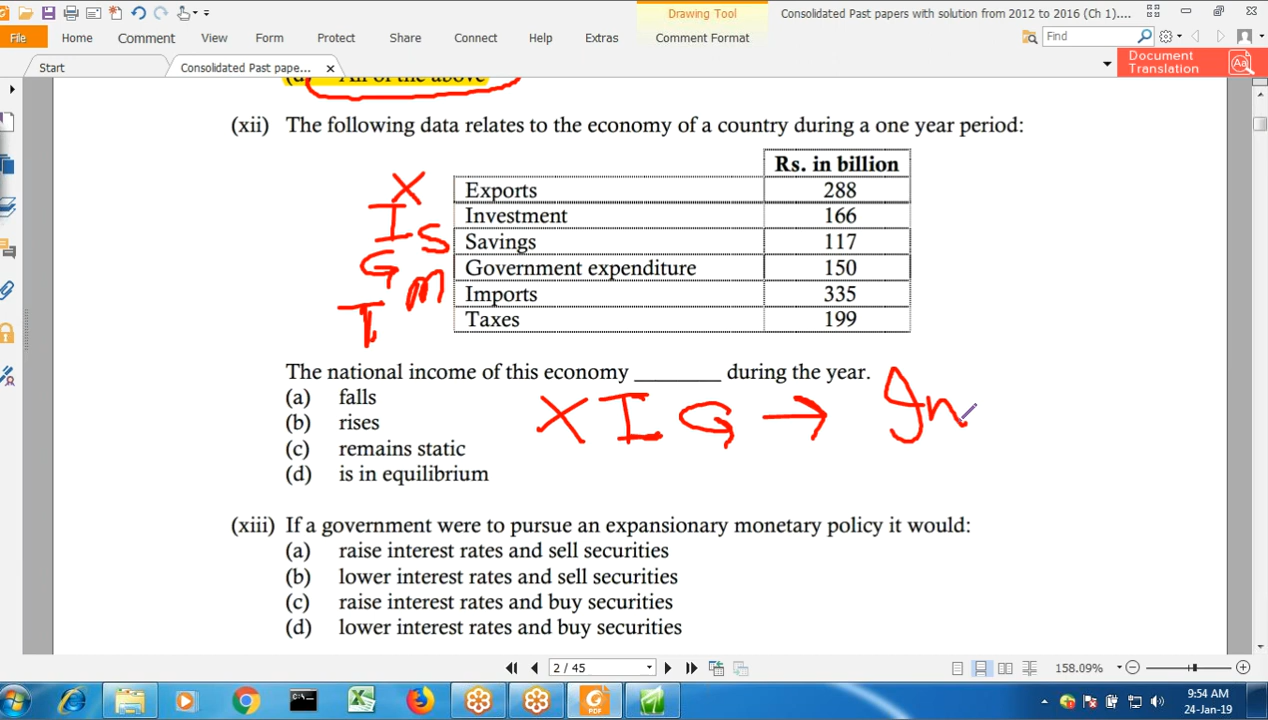 Drawing Tool
Consolidated Past papers with solution from 2012 to 2016 (Ch 1)....
File Home Comment View Form Protect Share Connect Help Extras Comment Format
Find
Start
Consolidated Past pape...
Document Translation
(xii) The following data relates to the economy of a country during a one year period:
Rs. in billion
X Exports 288
I Investment 166
S Savings 117
G Government expenditure 150
M Imports 335
T Taxes 199
The national income of this economy ________ during the year.
(a) falls
(b) rises
(c) remains static
(d) is in equilibrium
X I G → In
(xiii) If a government were to pursue an expansionary monetary policy it would:
(a) raise interest rates and sell securities
(b) lower interest rates and sell securities
(c) raise interest rates and buy securities
(d) lower interest rates and buy securities
2 / 45
158.09%
9:54 AM
24-Jan-19